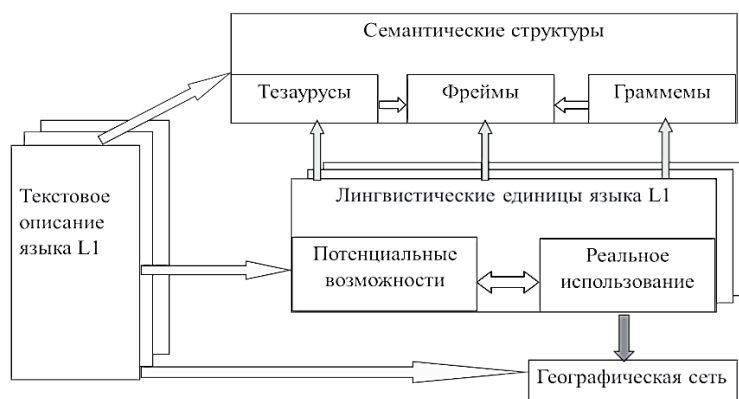 Семантические структуры
Тезаурусы
Фреймы
Граммемы
Текстовое
описание
языка L1
Лингвистические единицы языка L1
Потенциальные
возможности
Реальное
использование
Географическая сеть